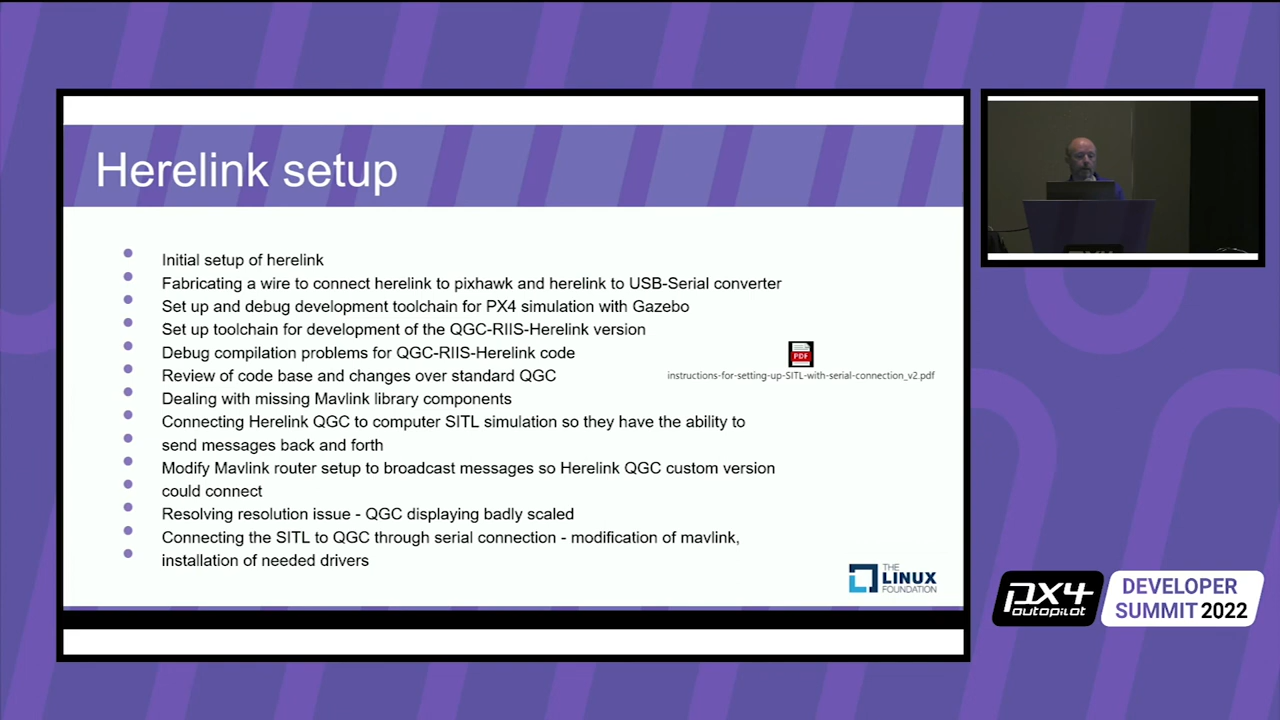 Herelink setup
Initial setup of herelink
Fabricating a wire to connect herelink to pixhawk and herelink to USB-Serial converter
Set up and debug development toolchain for PX4 simulation with Gazebo
Set up toolchain for development of the QGC-RIIS-Herelink version
Debug compilation problems for QGC-RIIS-Herelink code
Review of code base and changes over standard QGC
Dealing with missing Mavlink library components
Connecting Herelink QGC to computer SITL simulation so they have the ability to
send messages back and forth
Modify Mavlink router setup to broadcast messages so Herelink QGC custom version
could connect
Resolving resolution issue - QGC displaying badly scaled
Connecting the SITL to QGC through serial connection - modification of mavlink,
installation of needed drivers
PDF
instructions-for-setting-up-SITL-with-serial-connection_v2.pdf
THE
LINUX
FOUNDATION
PX4
PX4
autopilot
DEVELOPER
SUMMIT 2022